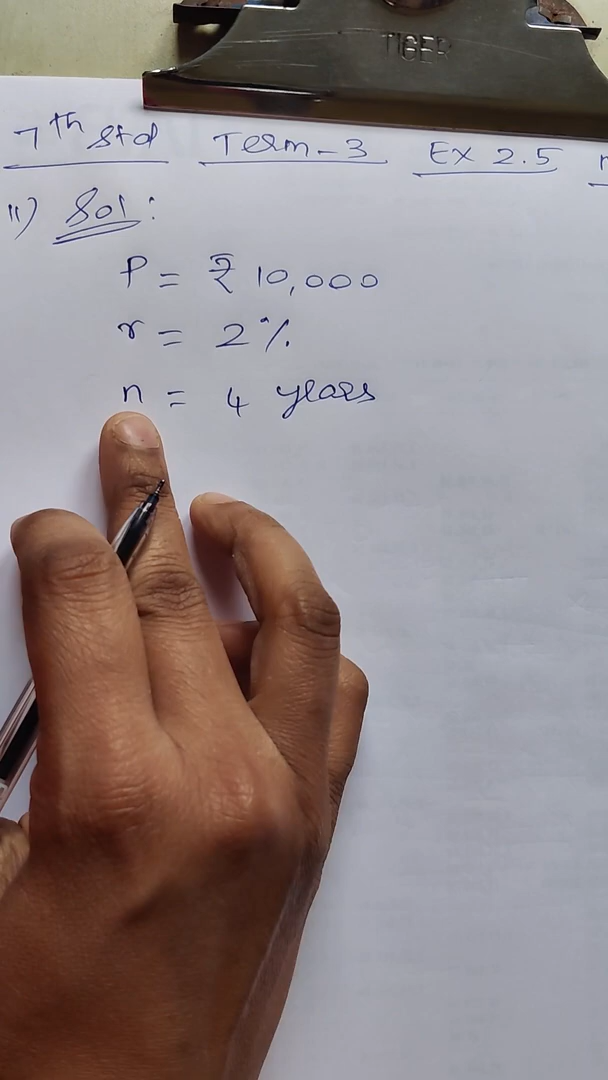 TIGER
7th Std Term-3 Ex 2.5
11) Sol:
P = ₹ 10,000
r = 2%
n = 4 years